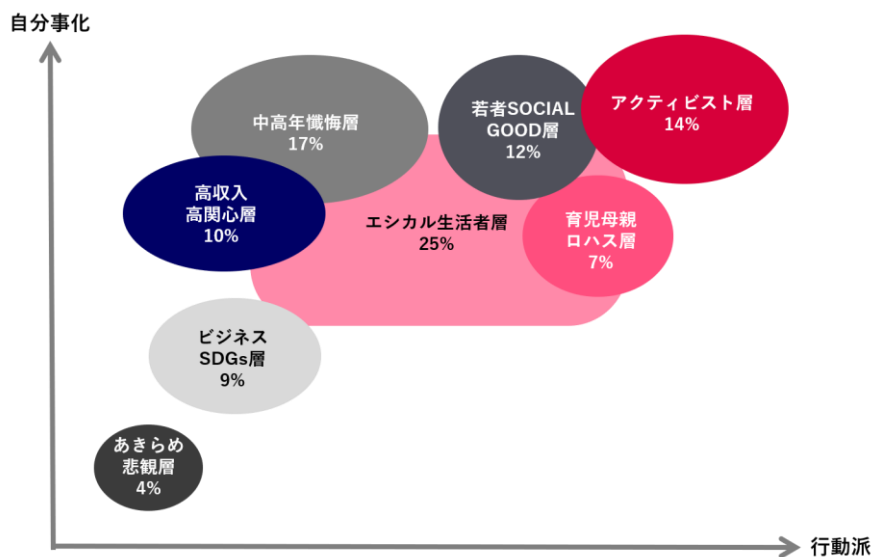 自分事化
中高年懺悔層
17%
若者SOCIAL
GOOD層
12%
アクティビスト層
14%
高収入
高関心層
10%
エシカル生活者層
25%
育児母親
ロハス層
7%
ビジネス
SDGs層
9%
あきらめ
悲観層
4%
行動派